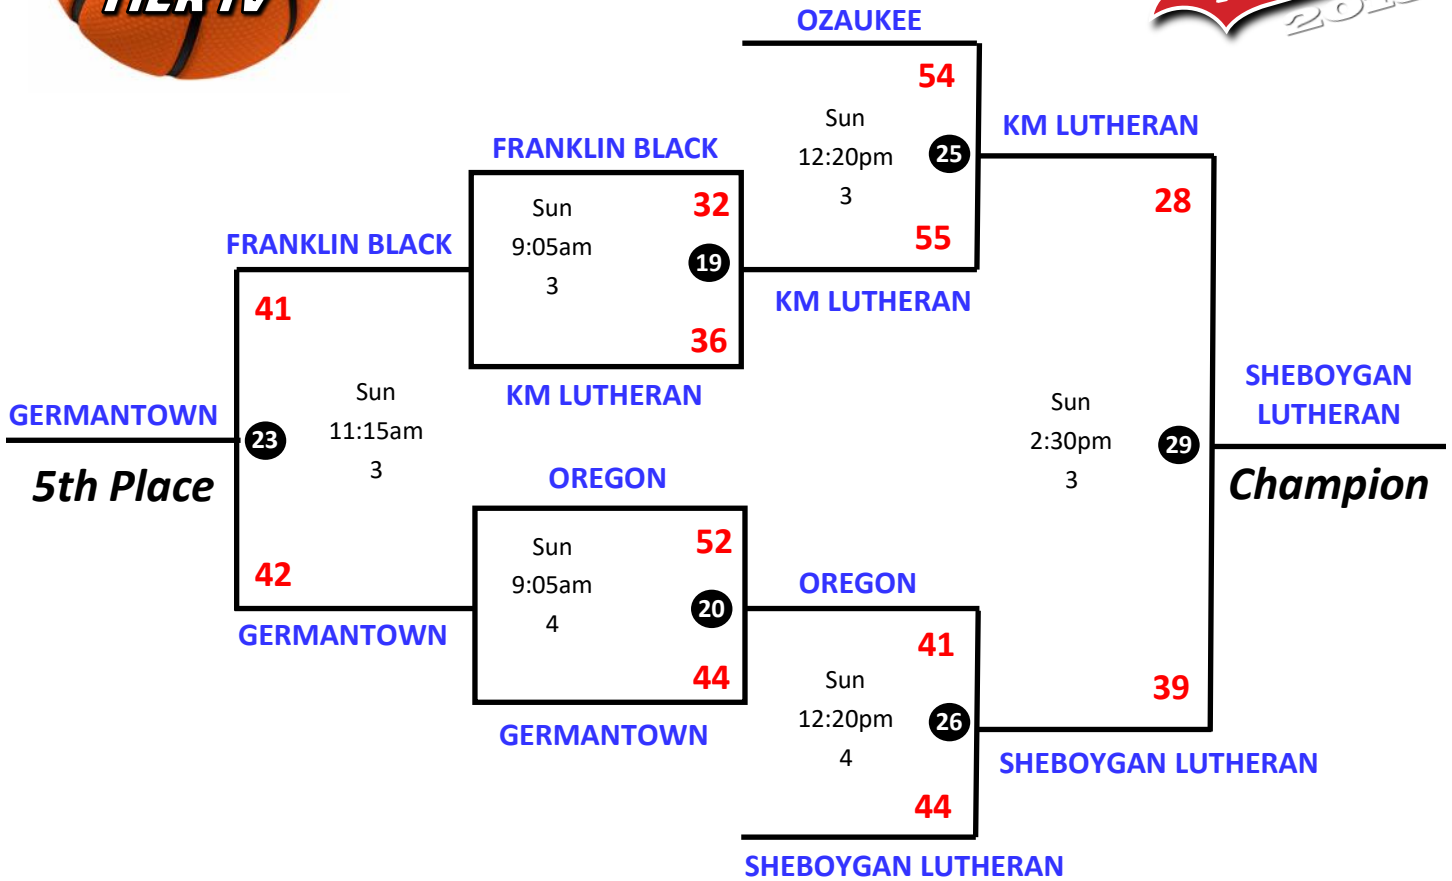 TIER IV
OZAUKEE
54
Sun
12:20pm
3
25
55
KM LUTHERAN
KM LUTHERAN
FRANKLIN BLACK
Sun
9:05am
3
32
19
36
KM LUTHERAN
FRANKLIN BLACK
41
Sun
11:15am
3
23
42
GERMANTOWN
5th Place
GERMANTOWN
OREGON
Sun
9:05am
4
52
20
44
GERMANTOWN
OREGON
41
Sun
12:20pm
4
26
44
SHEBOYGAN LUTHERAN
28
Sun
2:30pm
3
29
39
SHEBOYGAN LUTHERAN
SHEBOYGAN
LUTHERAN
Champion